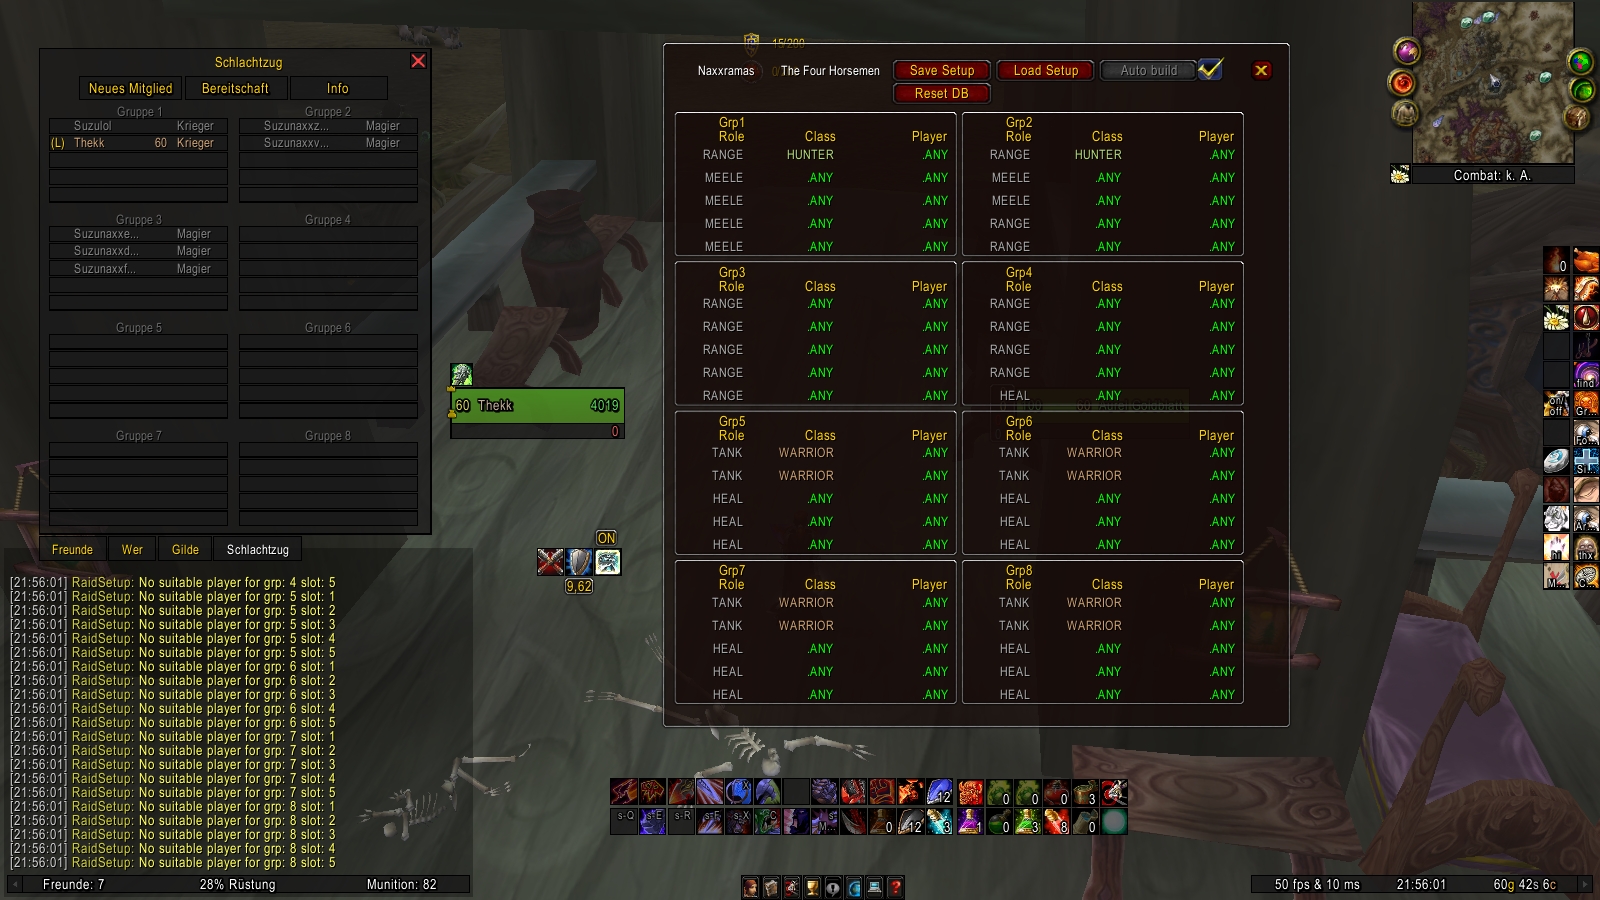 Schlachtzug
Neues Mitglied Bereitschaft Info
Gruppe 1 Gruppe 2
Suzulol Krieger Suzunaxxz... Magier
(L) Thekk 60 Krieger Suzunaxxv... Magier
Gruppe 3 Gruppe 4
Suzunaxxe... Magier
Suzunaxxd... Magier
Suzunaxxf... Magier
Gruppe 5 Gruppe 6
Gruppe 7 Gruppe 8
Freunde Wer Gilde Schlachtzug
[21:56:01] RaidSetup: No suitable player for grp: 4 slot: 5
[21:56:01] RaidSetup: No suitable player for grp: 5 slot: 1
[21:56:01] RaidSetup: No suitable player for grp: 5 slot: 2
[21:56:01] RaidSetup: No suitable player for grp: 5 slot: 3
[21:56:01] RaidSetup: No suitable player for grp: 5 slot: 4
[21:56:01] RaidSetup: No suitable player for grp: 5 slot: 5
[21:56:01] RaidSetup: No suitable player for grp: 6 slot: 1
[21:56:01] RaidSetup: No suitable player for grp: 6 slot: 2
[21:56:01] RaidSetup: No suitable player for grp: 6 slot: 3
[21:56:01] RaidSetup: No suitable player for grp: 6 slot: 4
[21:56:01] RaidSetup: No suitable player for grp: 6 slot: 5
[21:56:01] RaidSetup: No suitable player for grp: 7 slot: 1
[21:56:01] RaidSetup: No suitable player for grp: 7 slot: 2
[21:56:01] RaidSetup: No suitable player for grp: 7 slot: 3
[21:56:01] RaidSetup: No suitable player for grp: 7 slot: 4
[21:56:01] RaidSetup: No suitable player for grp: 7 slot: 5
[21:56:01] RaidSetup: No suitable player for grp: 8 slot: 1
[21:56:01] RaidSetup: No suitable player for grp: 8 slot: 2
[21:56:01] RaidSetup: No suitable player for grp: 8 slot: 3
[21:56:01] RaidSetup: No suitable player for grp: 8 slot: 4
[21:56:01] RaidSetup: No suitable player for grp: 8 slot: 5
Freunde: 7 28% Rüstung Munition: 82
60 Thekk 4019
0
ON
9,62
15/200
Naxxramas The Four Horsemen Save Setup Load Setup Auto build
Reset DB
Grp1
Role Class Player
RANGE HUNTER .ANY
MEELE .ANY .ANY
MEELE .ANY .ANY
MEELE .ANY .ANY
MEELE .ANY .ANY
Grp2
Role Class Player
RANGE HUNTER .ANY
MEELE .ANY .ANY
MEELE .ANY .ANY
RANGE .ANY .ANY
RANGE .ANY .ANY
Grp3
Role Class Player
RANGE .ANY .ANY
RANGE .ANY .ANY
RANGE .ANY .ANY
RANGE .ANY .ANY
RANGE .ANY .ANY
Grp4
Role Class Player
RANGE .ANY .ANY
RANGE .ANY .ANY
RANGE .ANY .ANY
RANGE .ANY .ANY
HEAL .ANY .ANY
Grp5
Role Class Player
TANK WARRIOR .ANY
TANK WARRIOR .ANY
HEAL .ANY .ANY
HEAL .ANY .ANY
HEAL .ANY .ANY
Grp6
Role Class Player
TANK WARRIOR .ANY
TANK WARRIOR .ANY
HEAL .ANY .ANY
HEAL .ANY .ANY
HEAL .ANY .ANY
Grp7
Role Class Player
TANK WARRIOR .ANY
TANK WARRIOR .ANY
HEAL .ANY .ANY
HEAL .ANY .ANY
HEAL .ANY .ANY
Grp8
Role Class Player
TANK WARRIOR .ANY
TANK WARRIOR .ANY
HEAL .ANY .ANY
HEAL .ANY .ANY
HEAL .ANY .ANY
Combat: k. A.
0
find
on/ off Gr...
Fo...
Si...
Ar...
hi thx
M... C...
12 0 0 0 3
s-Q s-E s-R s-F s-X C s M... 0 12 3 1 0 3 8 0
50 fps & 10 ms 21:56:01 60g 42s 6c